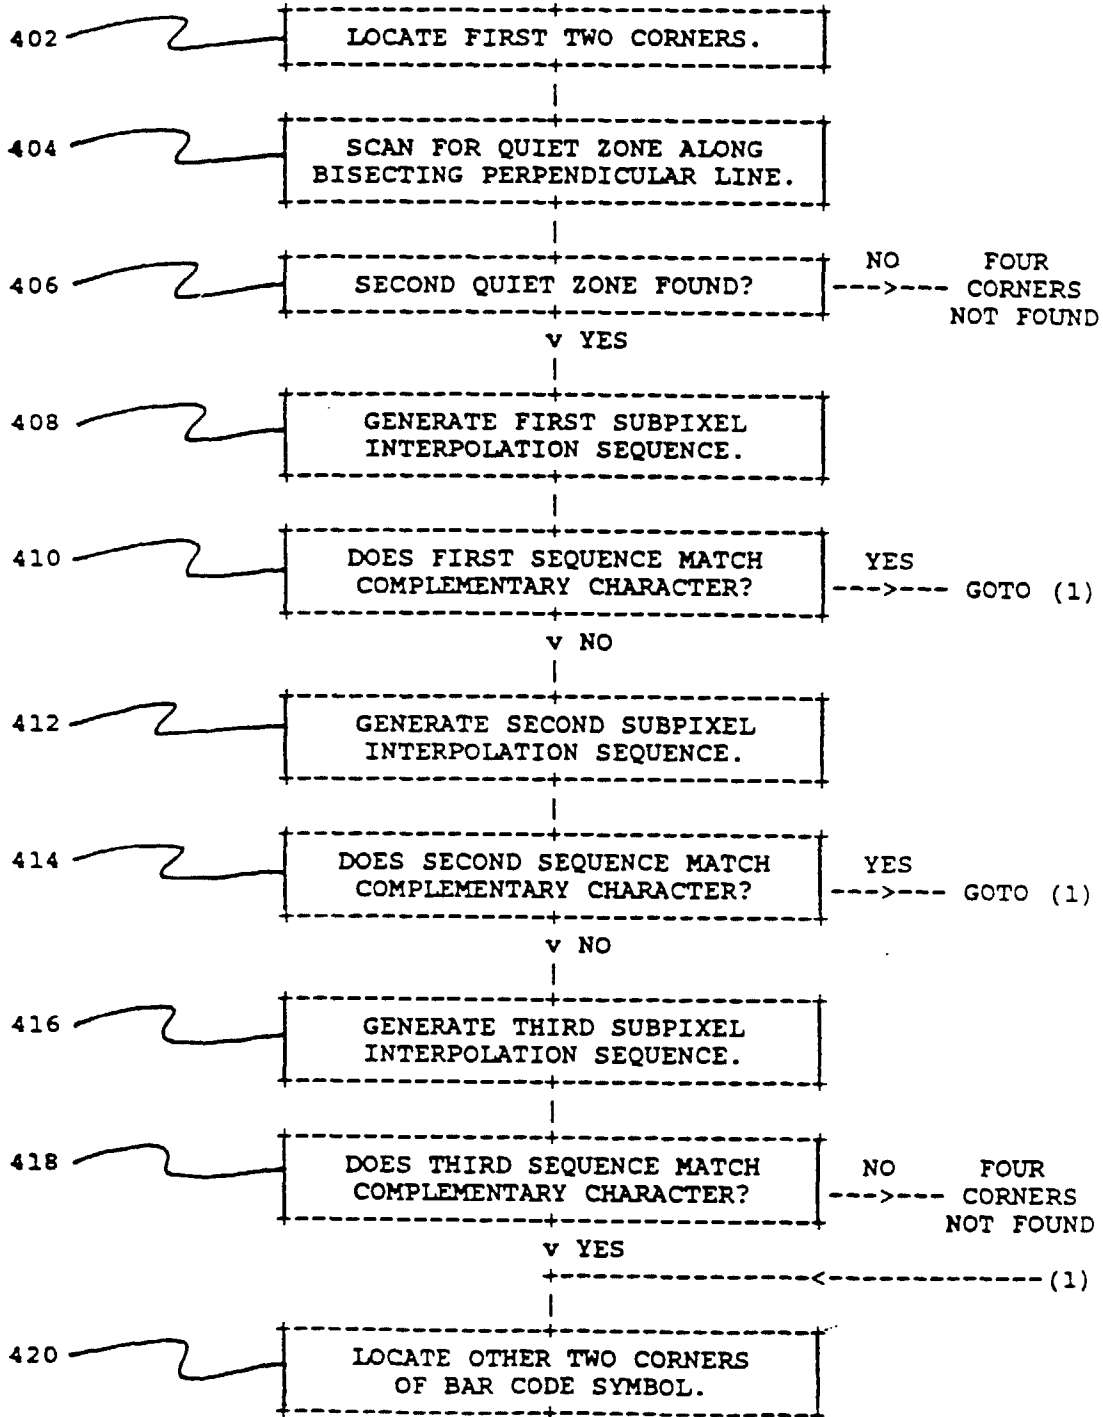 402 LOCATE FIRST TWO CORNERS.
404 SCAN FOR QUIET ZONE ALONG
BISECTING PERPENDICULAR LINE.
NO FOUR
406 SECOND QUIET ZONE FOUND? --->--- CORNERS
NOT FOUND
v YES
408 GENERATE FIRST SUBPIXEL
INTERPOLATION SEQUENCE.
410 DOES FIRST SEQUENCE MATCH YES
COMPLEMENTARY CHARACTER? --->--- GOTO (1)
v NO
412 GENERATE SECOND SUBPIXEL
INTERPOLATION SEQUENCE.
414 DOES SECOND SEQUENCE MATCH YES
COMPLEMENTARY CHARACTER? --->--- GOTO (1)
v NO
416 GENERATE THIRD SUBPIXEL
INTERPOLATION SEQUENCE.
418 DOES THIRD SEQUENCE MATCH NO FOUR
COMPLEMENTARY CHARACTER? --->--- CORNERS
NOT FOUND
v YES
(1)
420 LOCATE OTHER TWO CORNERS
OF BAR CODE SYMBOL.